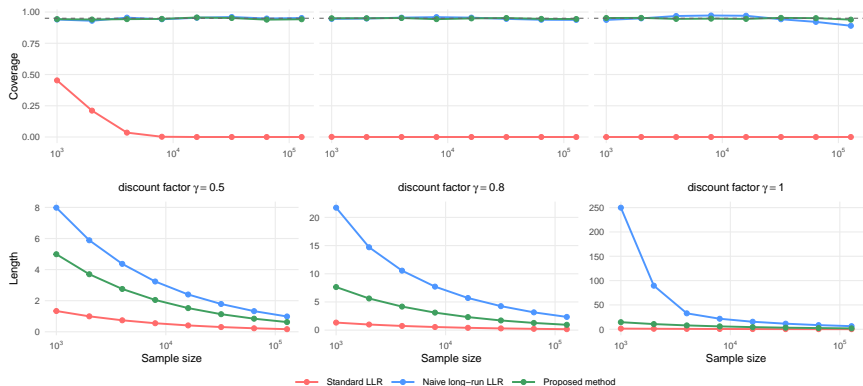 1.00
0.75
0.50
0.25
0.00
Coverage
10³ 10⁴ 10⁵
10³ 10⁴ 10⁵
10³ 10⁴ 10⁵
discount factor γ = 0.5
discount factor γ = 0.8
discount factor γ = 1
8
6
4
2
0
Length
20
15
10
5
0
250
200
150
100
50
0
10³ 10⁴ 10⁵
10³ 10⁴ 10⁵
10³ 10⁴ 10⁵
Sample size
Sample size
Sample size
Standard LLR Naive long−run LLR Proposed method